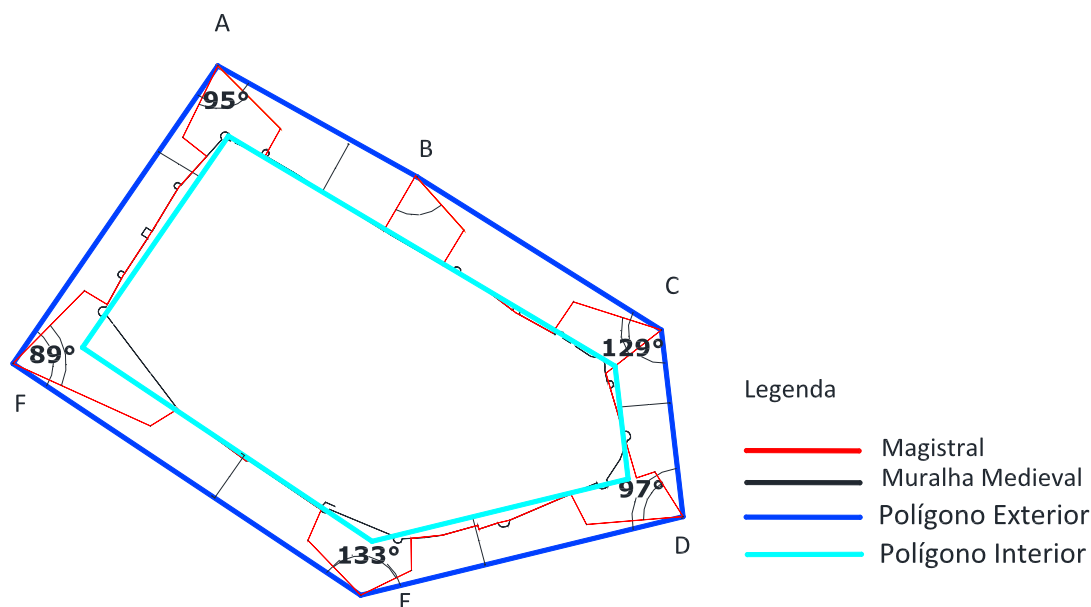 A
95°
B
C
129°
89°
F
97°
D
133°
E
Legenda
Magistral
Muralha Medieval
Polígono Exterior
Polígono Interior